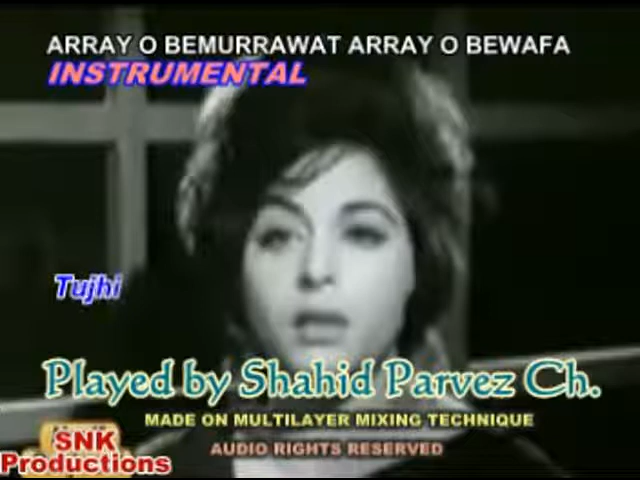 ARRAY O BEMURRAWAT ARRAY O BEWAFA
INSTRUMENTAL
Tujhi
Played by Shahid Parvez Ch.
MADE ON MULTILAYER MIXING TECHNIQUE
AUDIO RIGHTS RESERVED
SNK
Productions